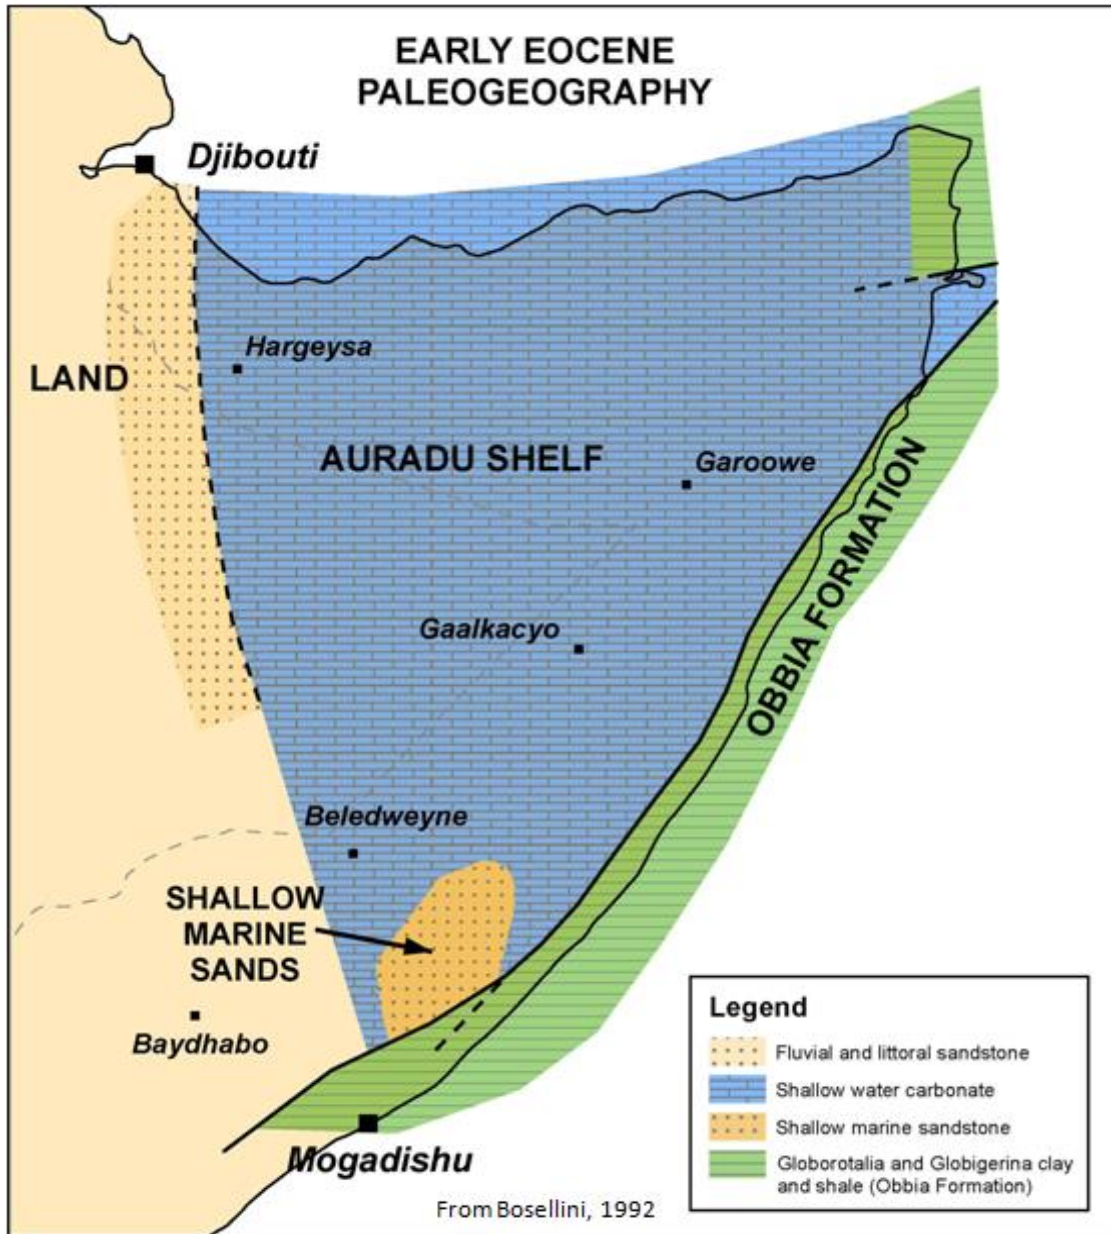 EARLY EOCENE
PALEOGEOGRAPHY
Djibouti
Hargeysa
LAND
AURADU SHELF
Garoowe
OBBIA FORMATION
Gaalkacyo
Beledweyne
SHALLOW
MARINE
SANDS
Baydhabo
Mogadishu
From Bosellini, 1992
Legend
Fluvial and littoral sandstone
Shallow water carbonate
Shallow marine sandstone
Globorotalia and Globigerina clay
and shale (Obbia Formation)